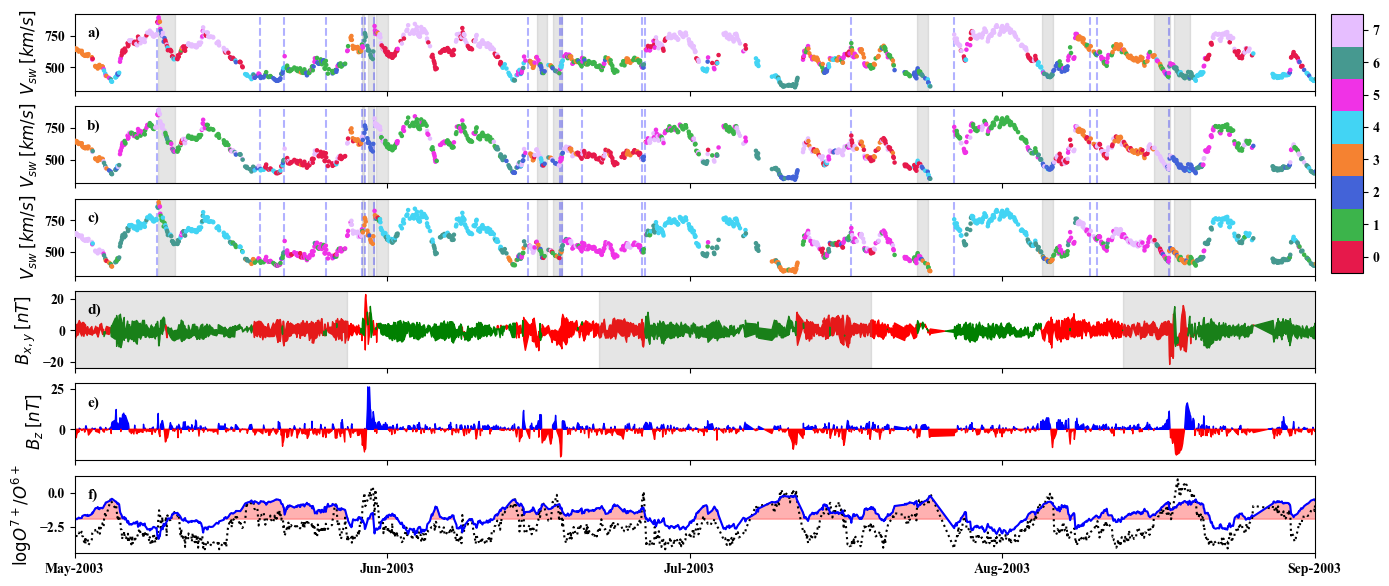 a)
V_sw [km/s]
750
500
b)
V_sw [km/s]
750
500
c)
V_sw [km/s]
750
500
7
6
5
4
3
2
1
0
d)
B_x,y [nT]
20
0
−20
e)
B_z [nT]
25
0
f)
logO^7+/O^6+
0.0
−2.5
May-2003 Jun-2003 Jul-2003 Aug-2003 Sep-2003